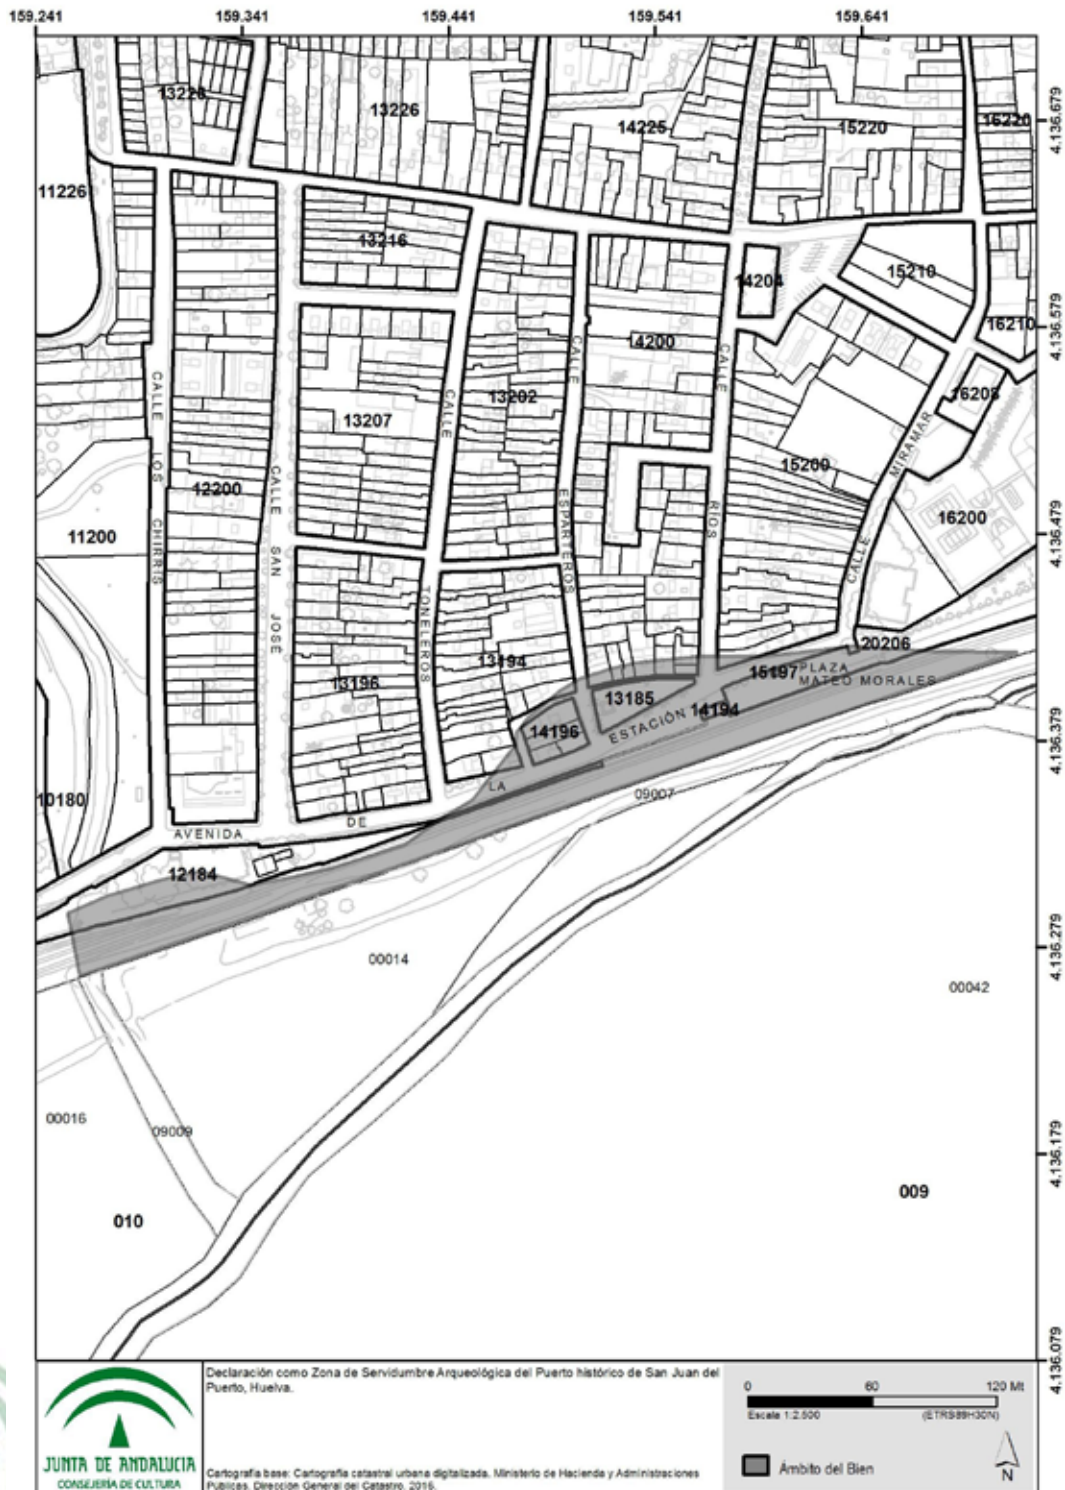 159.241 159.341 159.441 159.541 159.641
4.136.679
4.136.579
4.136.479
4.136.379
4.136.279
4.136.179
4.136.079
13228
13226
14225
15220
16220
11226
13216
14204
15210
16210
14200
13202
16208
13207
15200
12200
11200
16200
13194
13196
20206
15197
13185
14194
14196
10180
12184
09007
00014
00042
00016
09009
010
009
CALLE LOS CHIRRIS
CALLE SAN JOSE
CALLE TONELEROS
CALLE ESPARTEROS
CALLE RÍOS
CALLE MIRAMAR
PLAZA
MATEO MORALES
AVENIDA DE LA ESTACIÓN
JUNTA DE ANDALUCIA
CONSEJERÍA DE CULTURA
Declaración como Zona de Servidumbre Arqueológica del Puerto histórico de San Juan del
Puerto, Huelva.
Cartografía base: Cartografía catastral urbana digitalizada. Ministerio de Hacienda y Administraciones
Públicas. Dirección General del Catastro, 2015.
0 60 120 Mt
Escala 1:2.500 (ETRS89H30N)
Ámbito del Bien
N